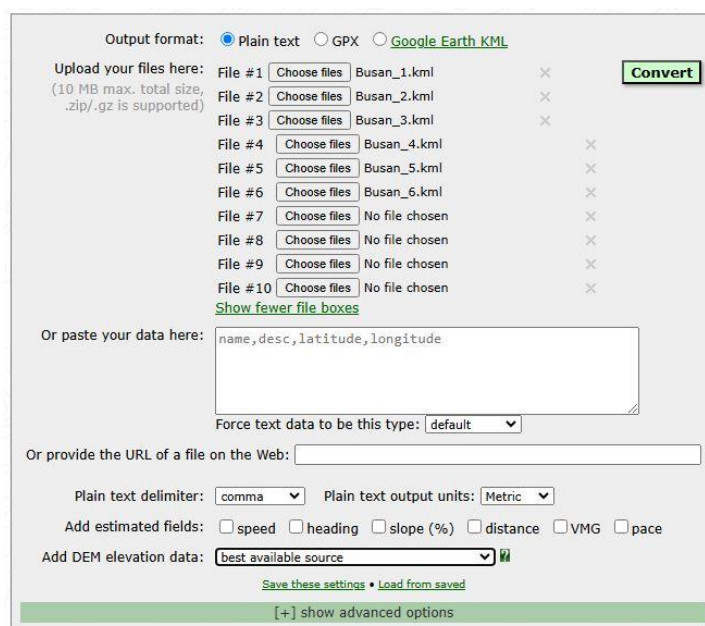 Output format: Plain text GPX Google Earth KML
Upload your files here: File #1 Choose files Busan_1.kml Convert
(10 MB max. total size, File #2 Choose files Busan_2.kml
.zip/.gz is supported) File #3 Choose files Busan_3.kml
File #4 Choose files Busan_4.kml
File #5 Choose files Busan_5.kml
File #6 Choose files Busan_6.kml
File #7 Choose files No file chosen
File #8 Choose files No file chosen
File #9 Choose files No file chosen
File #10 Choose files No file chosen
Show fewer file boxes
Or paste your data here: name,desc,latitude,longitude
Force text data to be this type: default
Or provide the URL of a file on the Web:
Plain text delimiter: comma Plain text output units: Metric
Add estimated fields: speed heading slope (%) distance VMG pace
Add DEM elevation data: best available source ?
Save these settings • Load from saved
[+] show advanced options